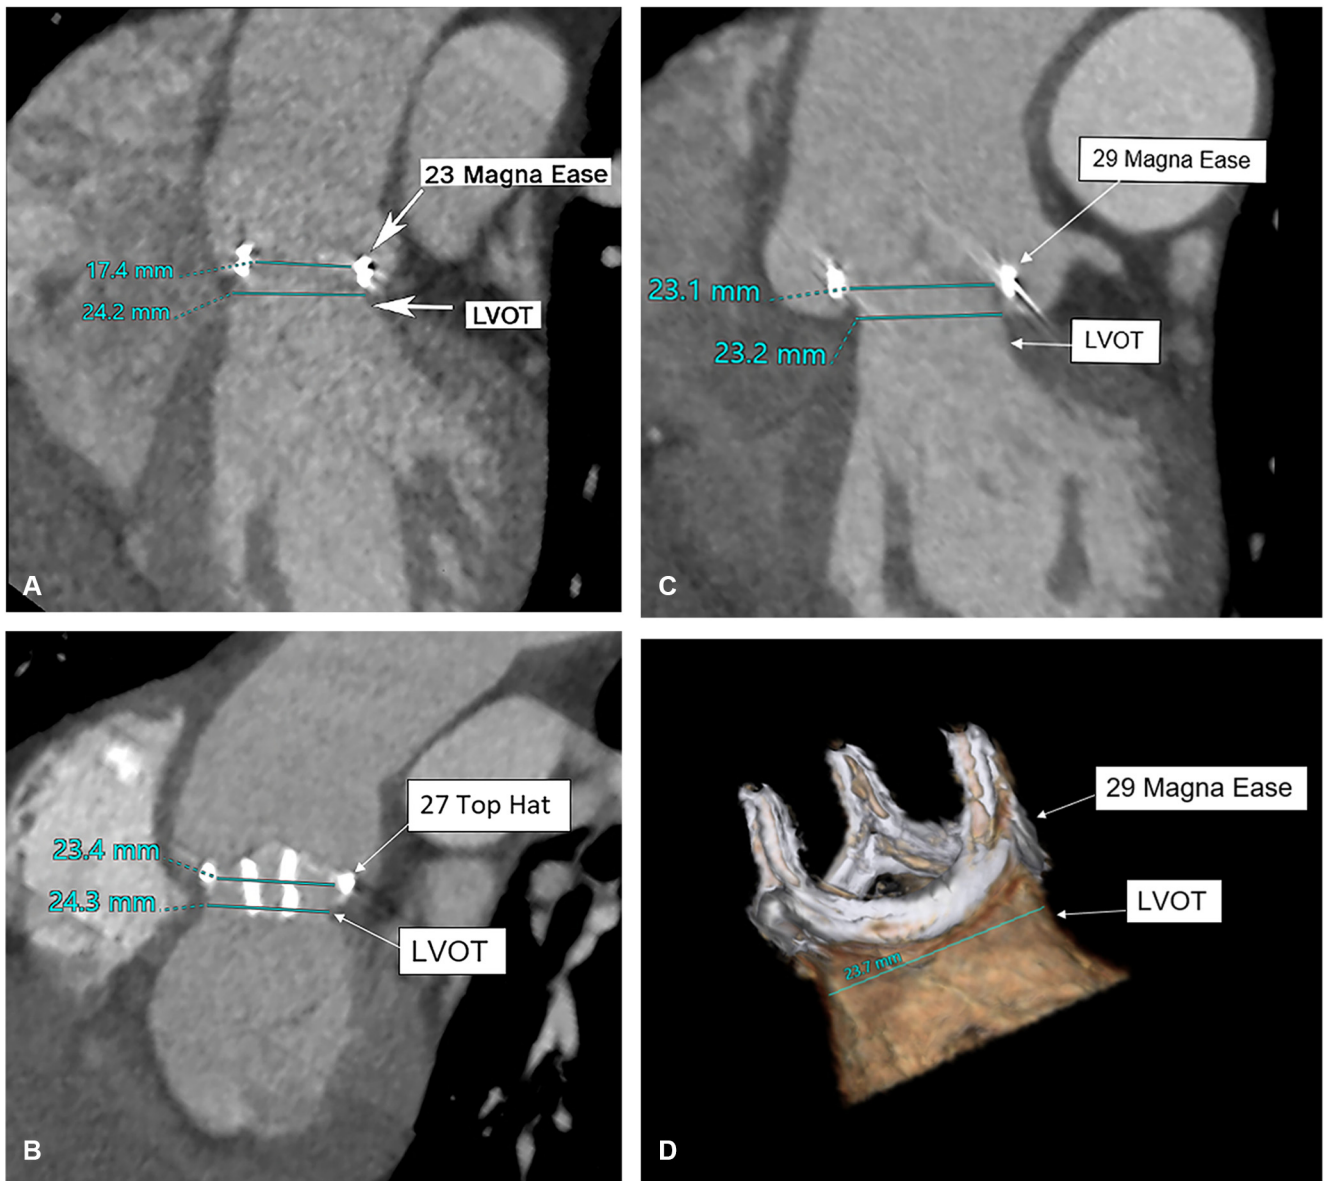 23 Magna Ease
17.4 mm
24.2 mm
LVOT
A
29 Magna Ease
23.1 mm
LVOT
23.2 mm
C
27 Top Hat
23.4 mm
24.3 mm
LVOT
B
29 Magna Ease
LVOT
23.7 mm
D